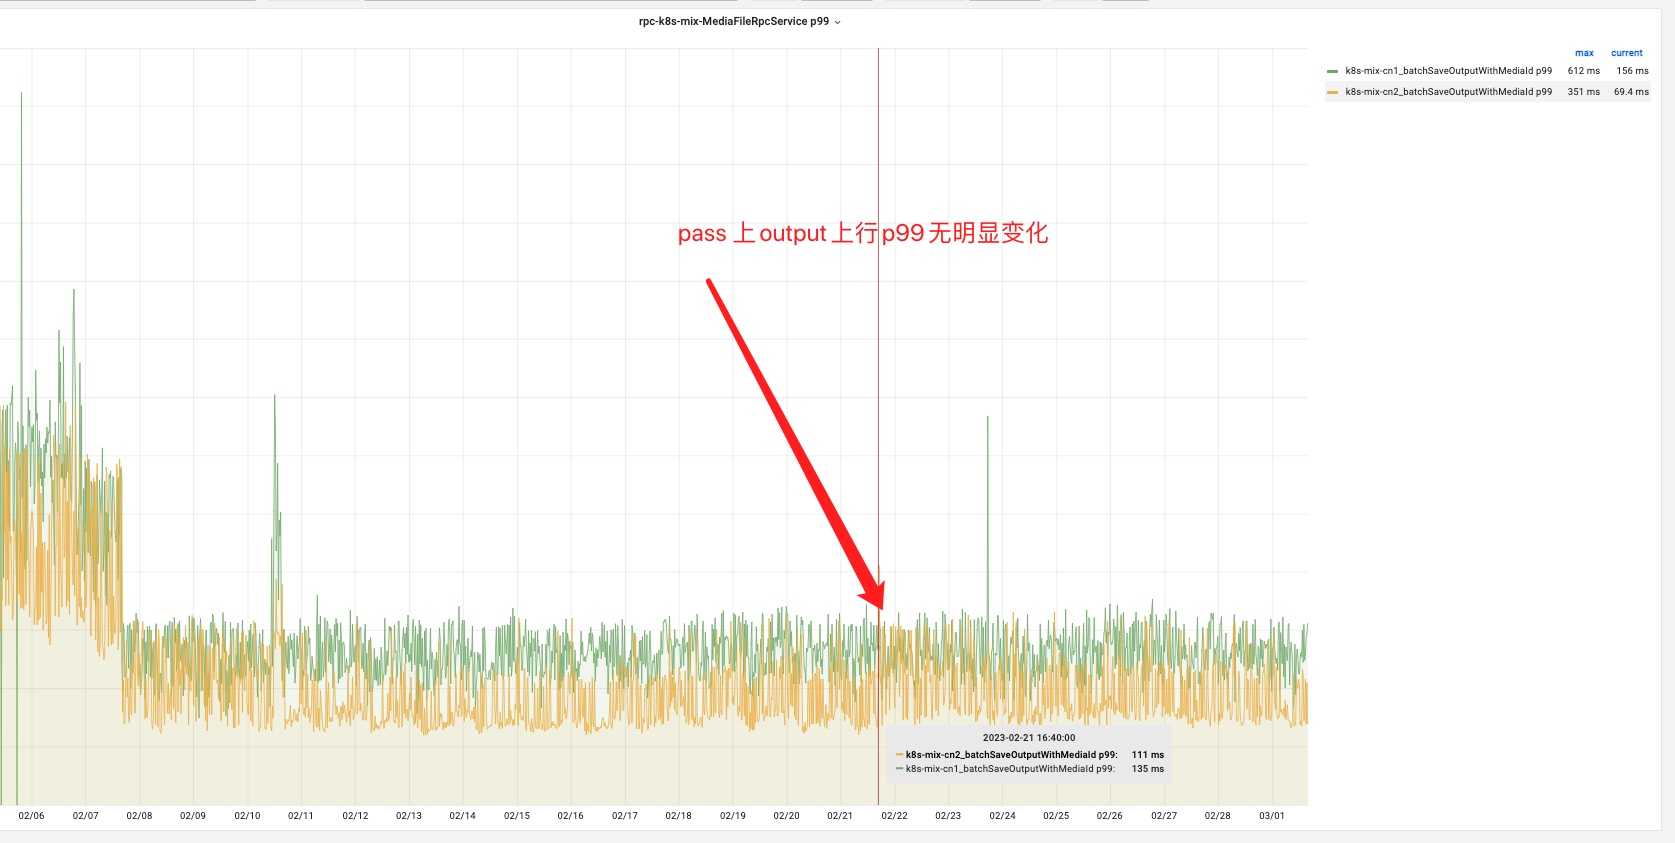 rpc-k8s-mix-MediaFileRpcService p99
max current
k8s-mix-cn1_batchSaveOutputWithMediaId p99 612 ms 156 ms
k8s-mix-cn2_batchSaveOutputWithMediaId p99 351 ms 69.4 ms
pass 上 output 上行 p99 无明显变化
2023-02-21 16:40:00
k8s-mix-cn2_batchSaveOutputWithMediaId p99: 111 ms
k8s-mix-cn1_batchSaveOutputWithMediaId p99: 135 ms
02/06 02/07 02/08 02/09 02/10 02/11 02/12 02/13 02/14 02/15 02/16 02/17 02/18 02/19 02/20 02/21 02/22 02/23 02/24 02/25 02/26 02/27 02/28 03/01